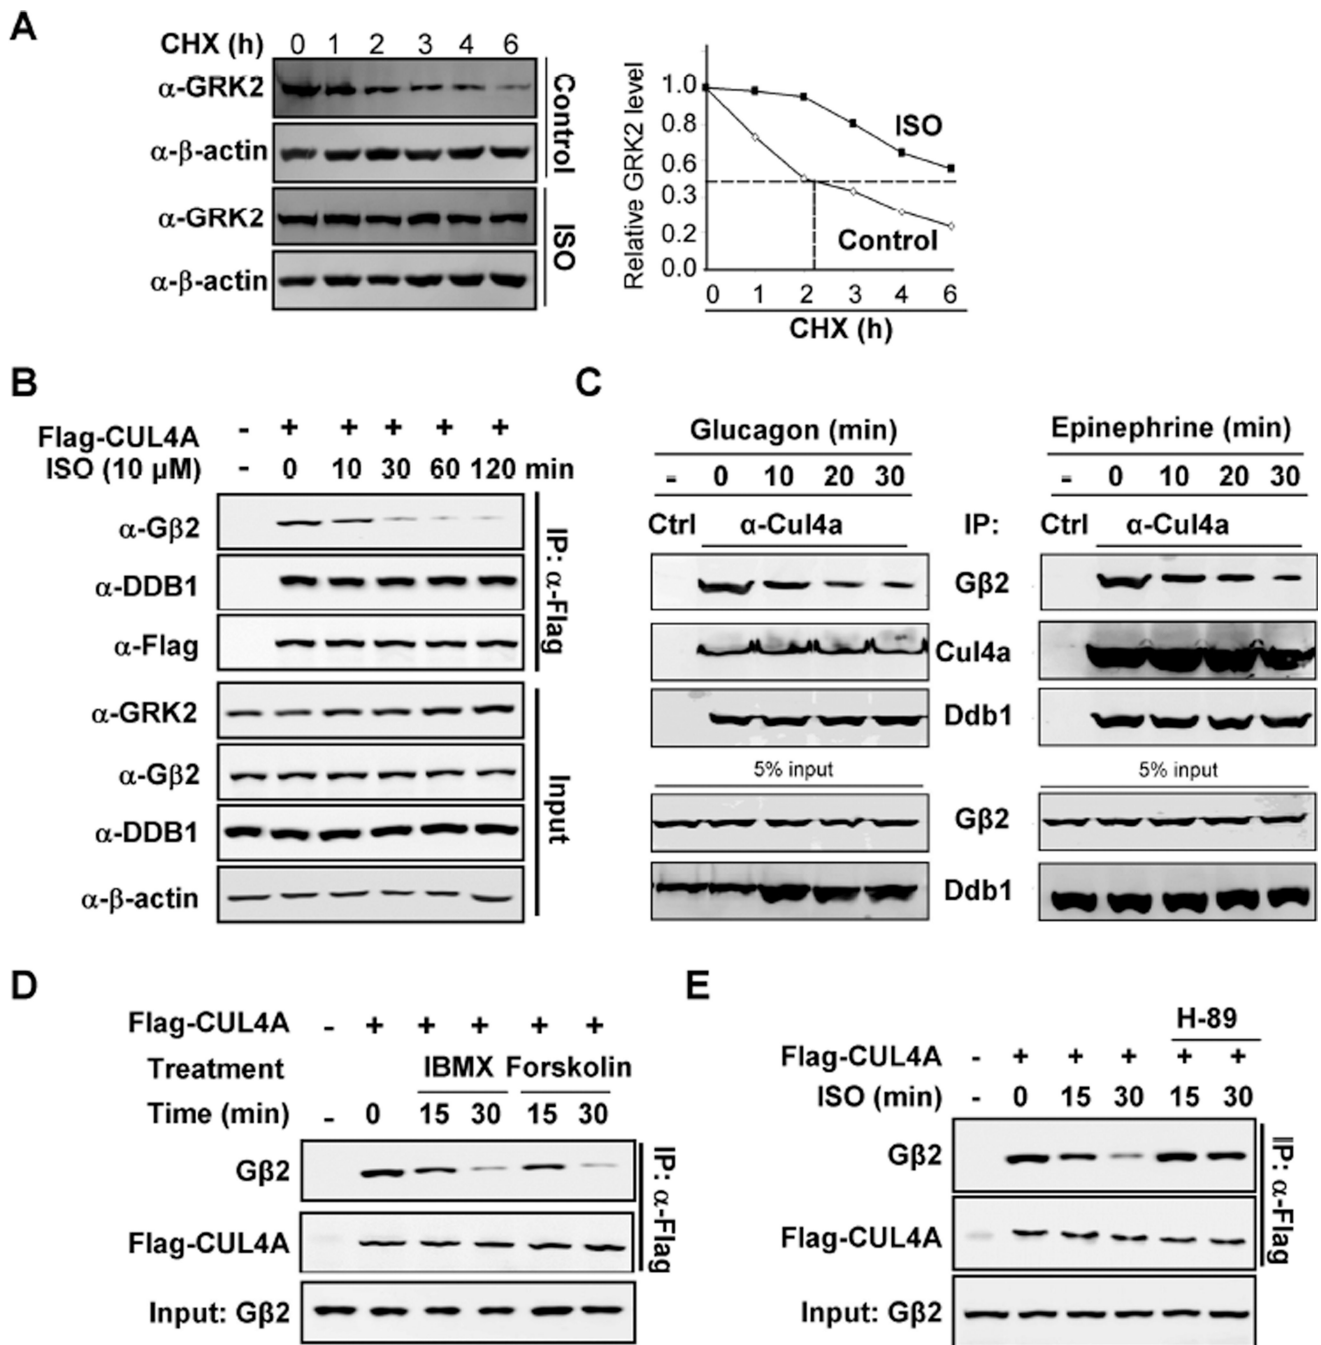 A
CHX (h) 0 1 2 3 4 6
α-GRK2
α-β-actin
Control
α-GRK2
α-β-actin
ISO
Relative GRK2 level
1.0
0.8
0.6
0.3
0.2
0.0
ISO
Control
0 1 2 3 4 6
CHX (h)
B
Flag-CUL4A - + + + + +
ISO (10 µM) - 0 10 30 60 120 min
α-Gβ2
α-DDB1
α-Flag
IP: α-Flag
α-GRK2
α-Gβ2
α-DDB1
α-β-actin
Input
C
Glucagon (min) Epinephrine (min)
- 0 10 20 30 - 0 10 20 30
Ctrl α-Cul4a IP: Ctrl α-Cul4a
Gβ2
Cul4a
Ddb1
5% input 5% input
Gβ2
Ddb1
D
Flag-CUL4A - + + + + +
Treatment IBMX Forskolin
Time (min) - 0 15 30 15 30
Gβ2
Flag-CUL4A
IP: α-Flag
Input: Gβ2
E
H-89
Flag-CUL4A - + + + + +
ISO (min) - 0 15 30 15 30
Gβ2
Flag-CUL4A
IP: α-Flag
Input: Gβ2